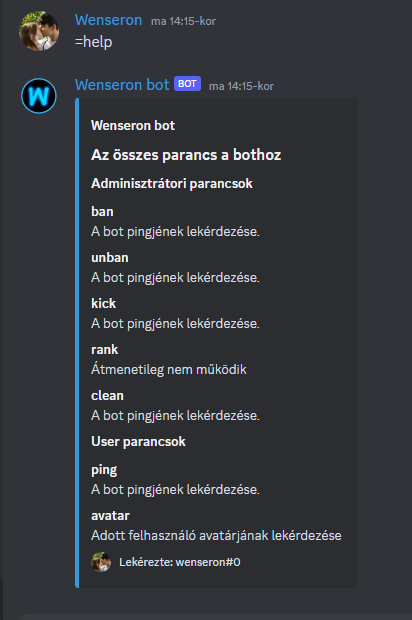 Wenseron ma 14:15-kor
=help
Wenseron bot BOT ma 14:15-kor
W
Wenseron bot
Az összes parancs a bothoz
Adminisztrátori parancsok
ban
A bot pingjének lekérdezése.
unban
A bot pingjének lekérdezése.
kick
A bot pingjének lekérdezése.
rank
Átmenetileg nem működik
clean
A bot pingjének lekérdezése.
User parancsok
ping
A bot pingjének lekérdezése.
avatar
Adott felhasználó avatárjának lekérdezése
Lekérezte: wenseron#0